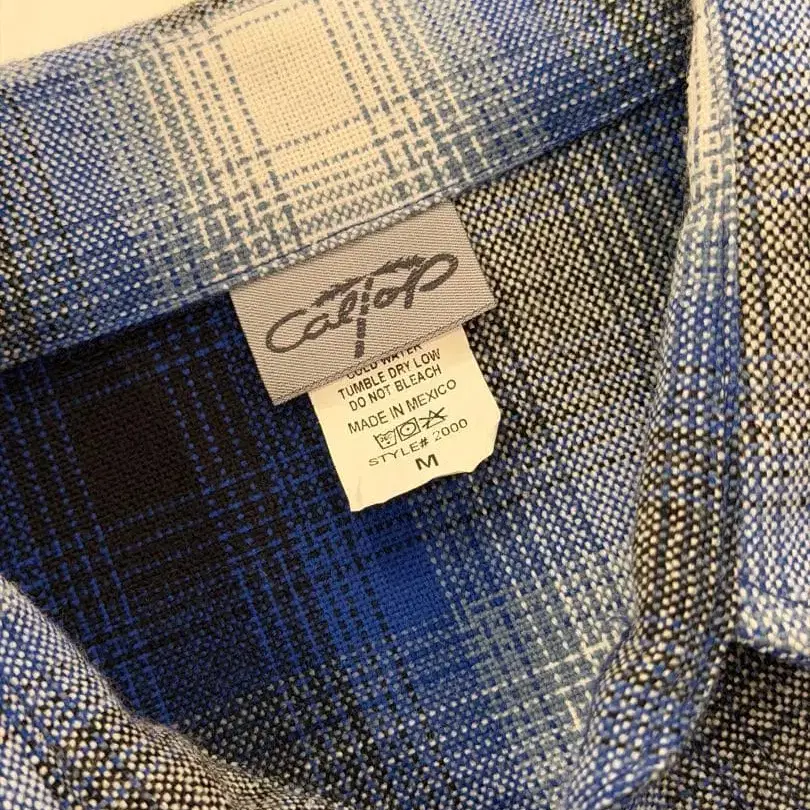 CalTop
COLD WATER
TUMBLE DRY LOW
DO NOT BLEACH
MADE IN MEXICO
STYLE# 2000
M